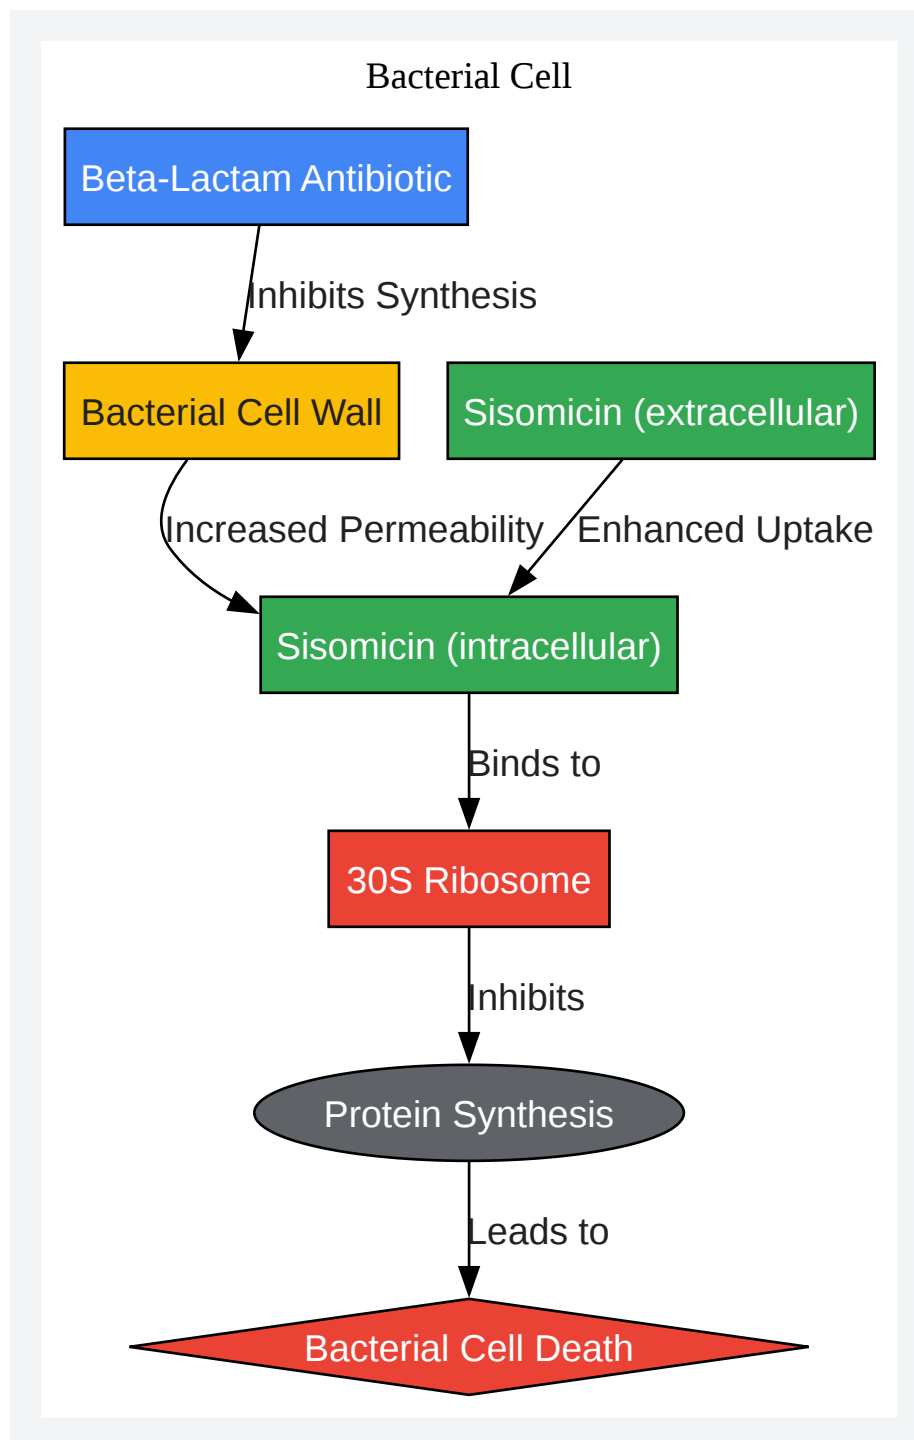 Bacterial Cell
Beta-Lactam Antibiotic
Inhibits Synthesis
Bacterial Cell Wall
Sisomicin (extracellular)
Increased Permeability
Enhanced Uptake
Sisomicin (intracellular)
Binds to
30S Ribosome
Inhibits
Protein Synthesis
Leads to
Bacterial Cell Death